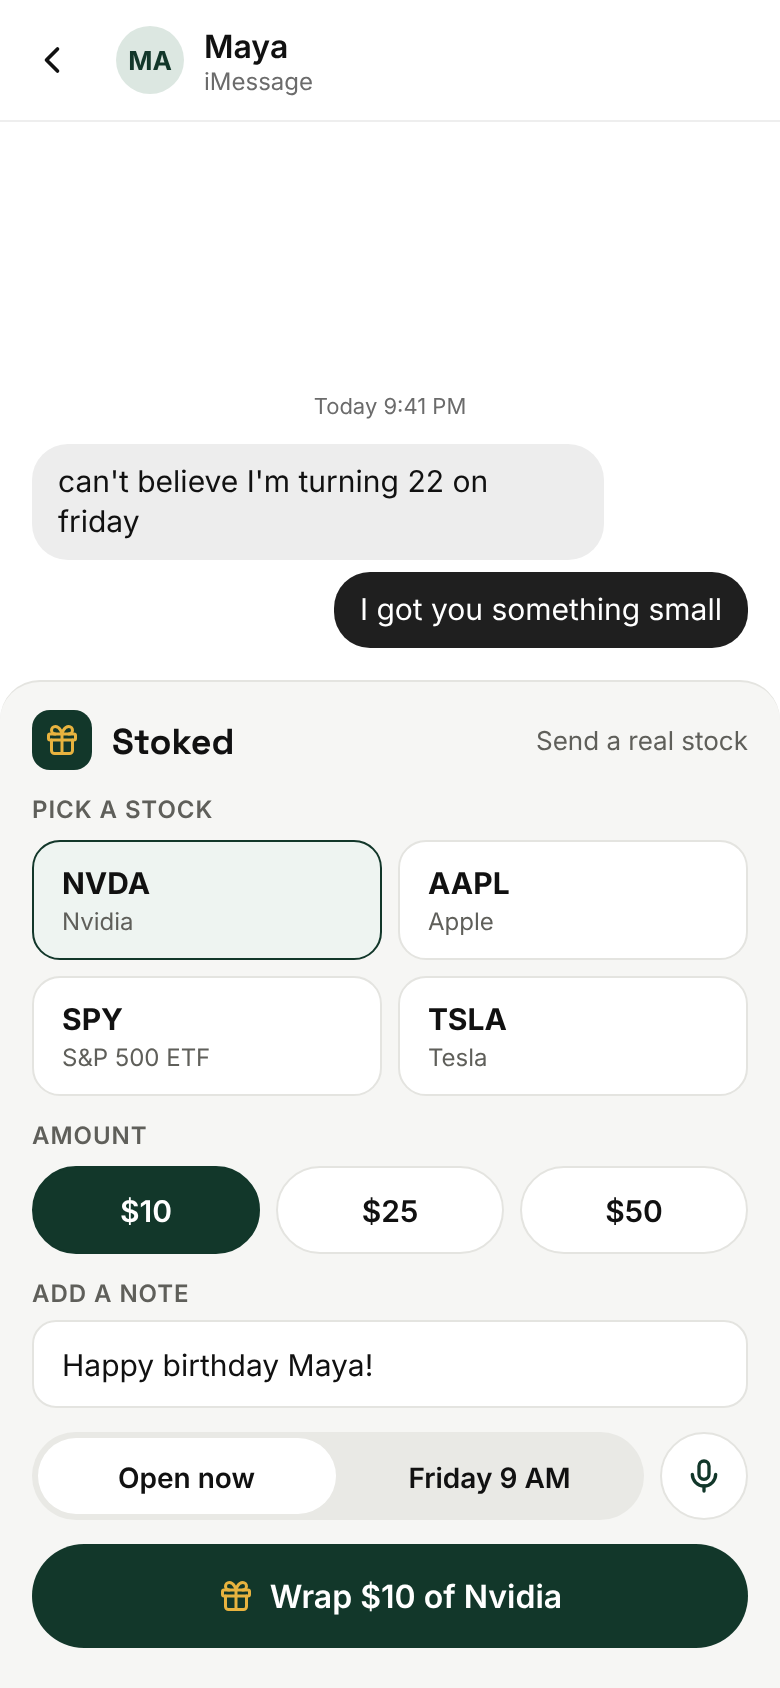 MA
Maya
iMessage
Today 9:41 PM
can't believe I'm turning 22 on
friday
I got you something small
Stoked
Send a real stock
PICK A STOCK
NVDA
Nvidia
AAPL
Apple
SPY
S&P 500 ETF
TSLA
Tesla
AMOUNT
$10
$25
$50
ADD A NOTE
Happy birthday Maya!
Open now
Friday 9 AM
Wrap $10 of Nvidia